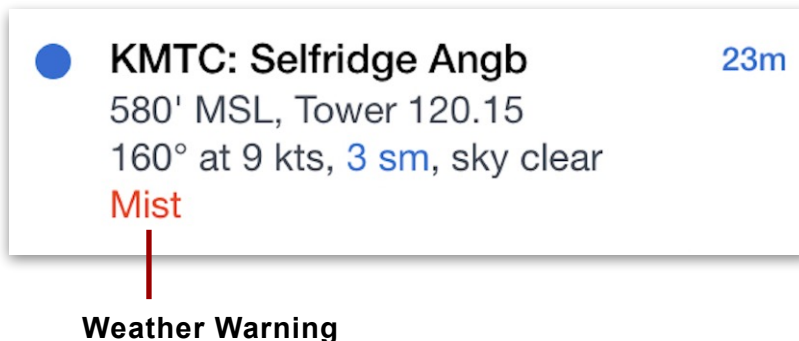 KMTC: Selfridge Angb 23m
580' MSL, Tower 120.15
160° at 9 kts, 3 sm, sky clear
Mist
Weather Warning